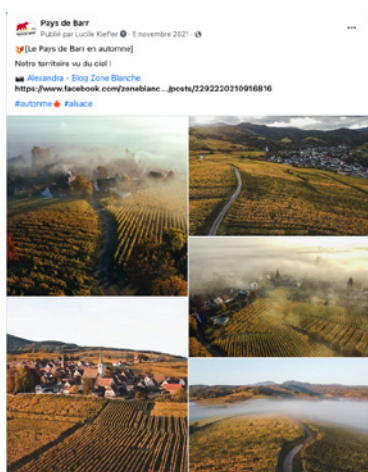 Pays de Barr
Publié par Lucile Kieffer · 5 novembre 2021 ·
[Le Pays de Barr en automne]
Notre territoire vu du ciel !
Alexandra - Blog Zone Blanche
https://www.facebook.com/zoneblanc.../posts/2292220210916816
#automne #alsace